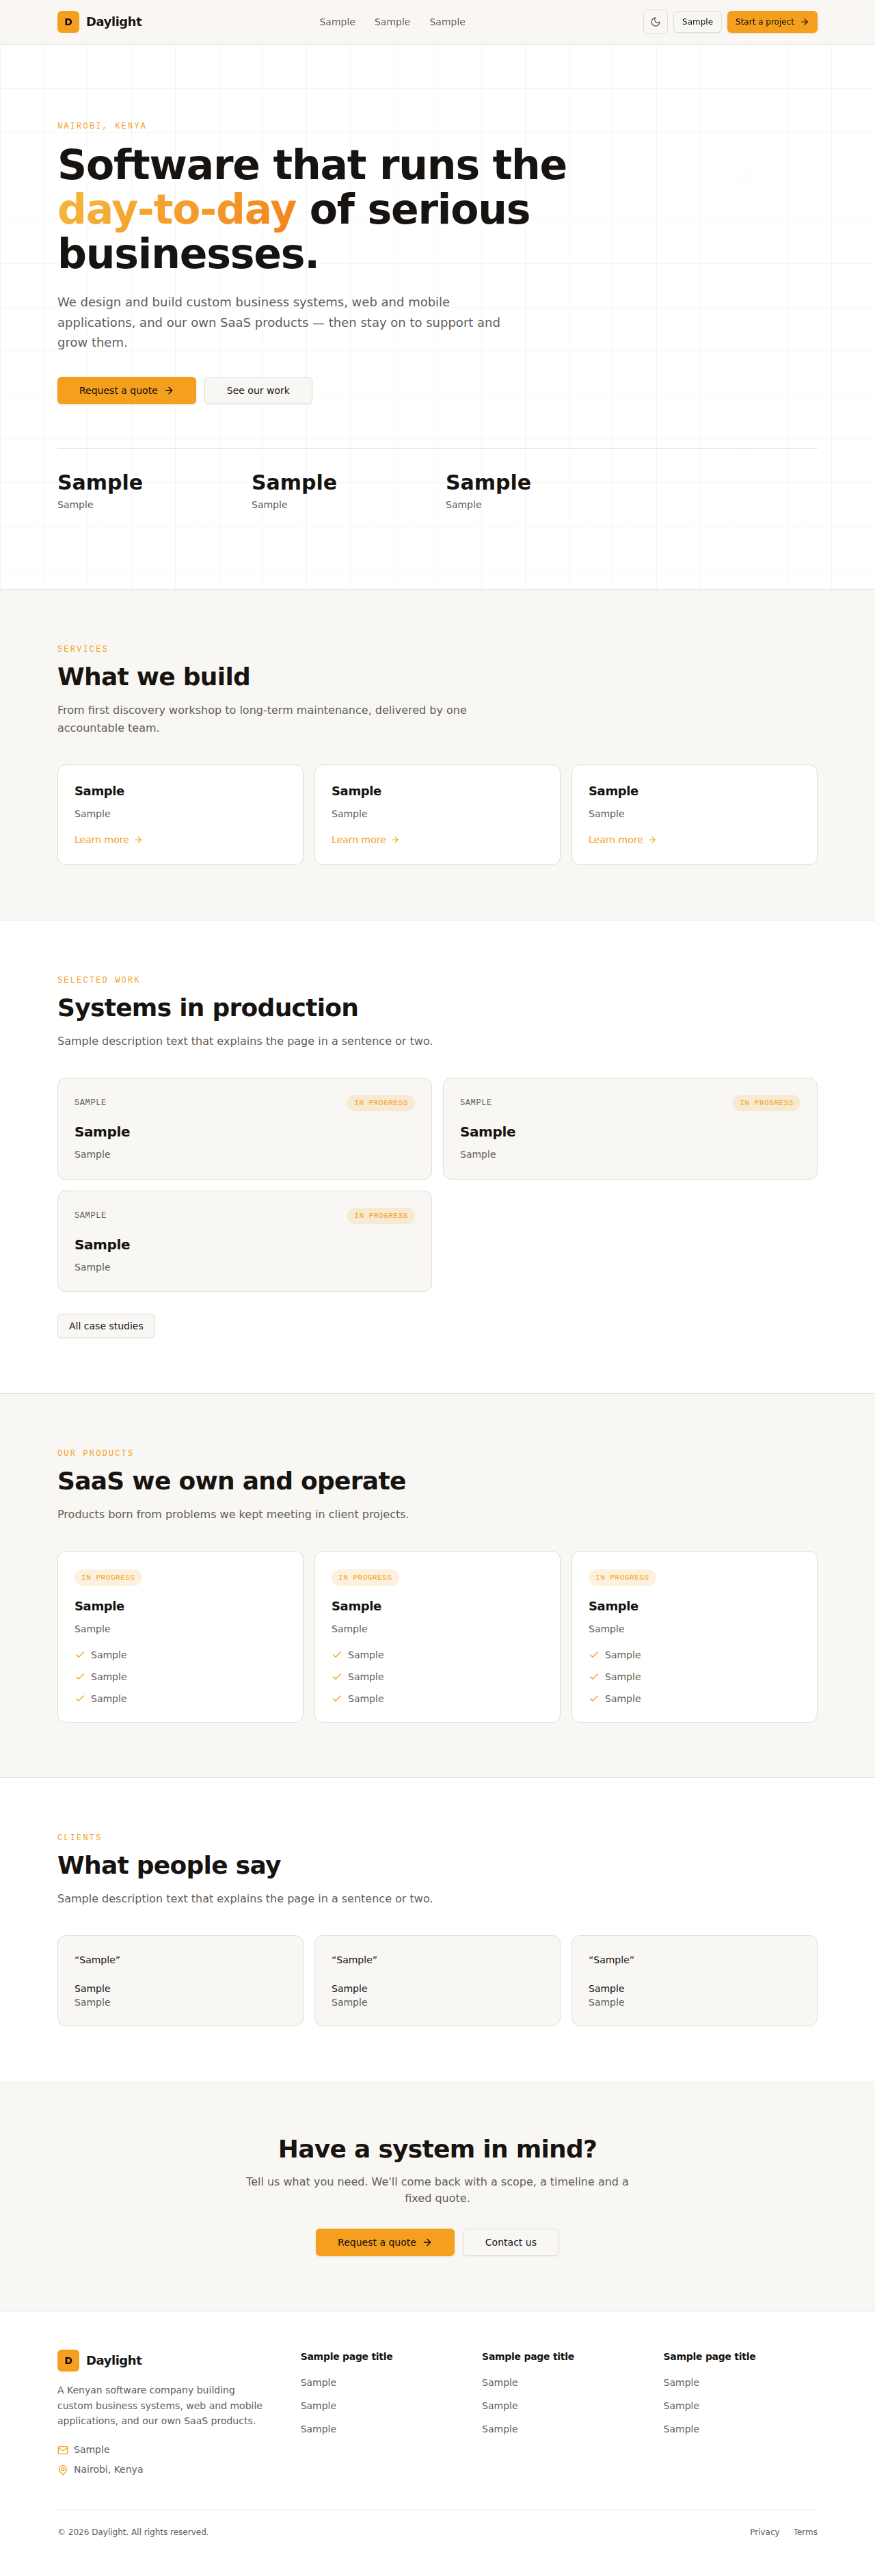 D Daylight Sample Sample Sample Sample Start a project
NAIROBI, KENYA
Software that runs the
day-to-day of serious
businesses.
We design and build custom business systems, web and mobile
applications, and our own SaaS products — then stay on to support and
grow them.
Request a quote See our work
Sample Sample Sample
Sample Sample Sample
SERVICES
What we build
From first discovery workshop to long-term maintenance, delivered by one
accountable team.
Sample Sample Sample
Sample Sample Sample
Learn more Learn more Learn more
SELECTED WORK
Systems in production
Sample description text that explains the page in a sentence or two.
SAMPLE IN PROGRESS SAMPLE IN PROGRESS
Sample Sample
Sample Sample
SAMPLE IN PROGRESS
Sample
Sample
All case studies
OUR PRODUCTS
SaaS we own and operate
Products born from problems we kept meeting in client projects.
IN PROGRESS IN PROGRESS IN PROGRESS
Sample Sample Sample
Sample Sample Sample
Sample Sample Sample
Sample Sample Sample
Sample Sample Sample
CLIENTS
What people say
Sample description text that explains the page in a sentence or two.
“Sample” “Sample” “Sample”
Sample Sample Sample
Sample Sample Sample
Have a system in mind?
Tell us what you need. We'll come back with a scope, a timeline and a
fixed quote.
Request a quote Contact us
D Daylight Sample page title Sample page title Sample page title
A Kenyan software company building
custom business systems, web and mobile
applications, and our own SaaS products.
Sample
Nairobi, Kenya
Sample Sample Sample
Sample Sample Sample
Sample Sample Sample
© 2026 Daylight. All rights reserved. Privacy Terms